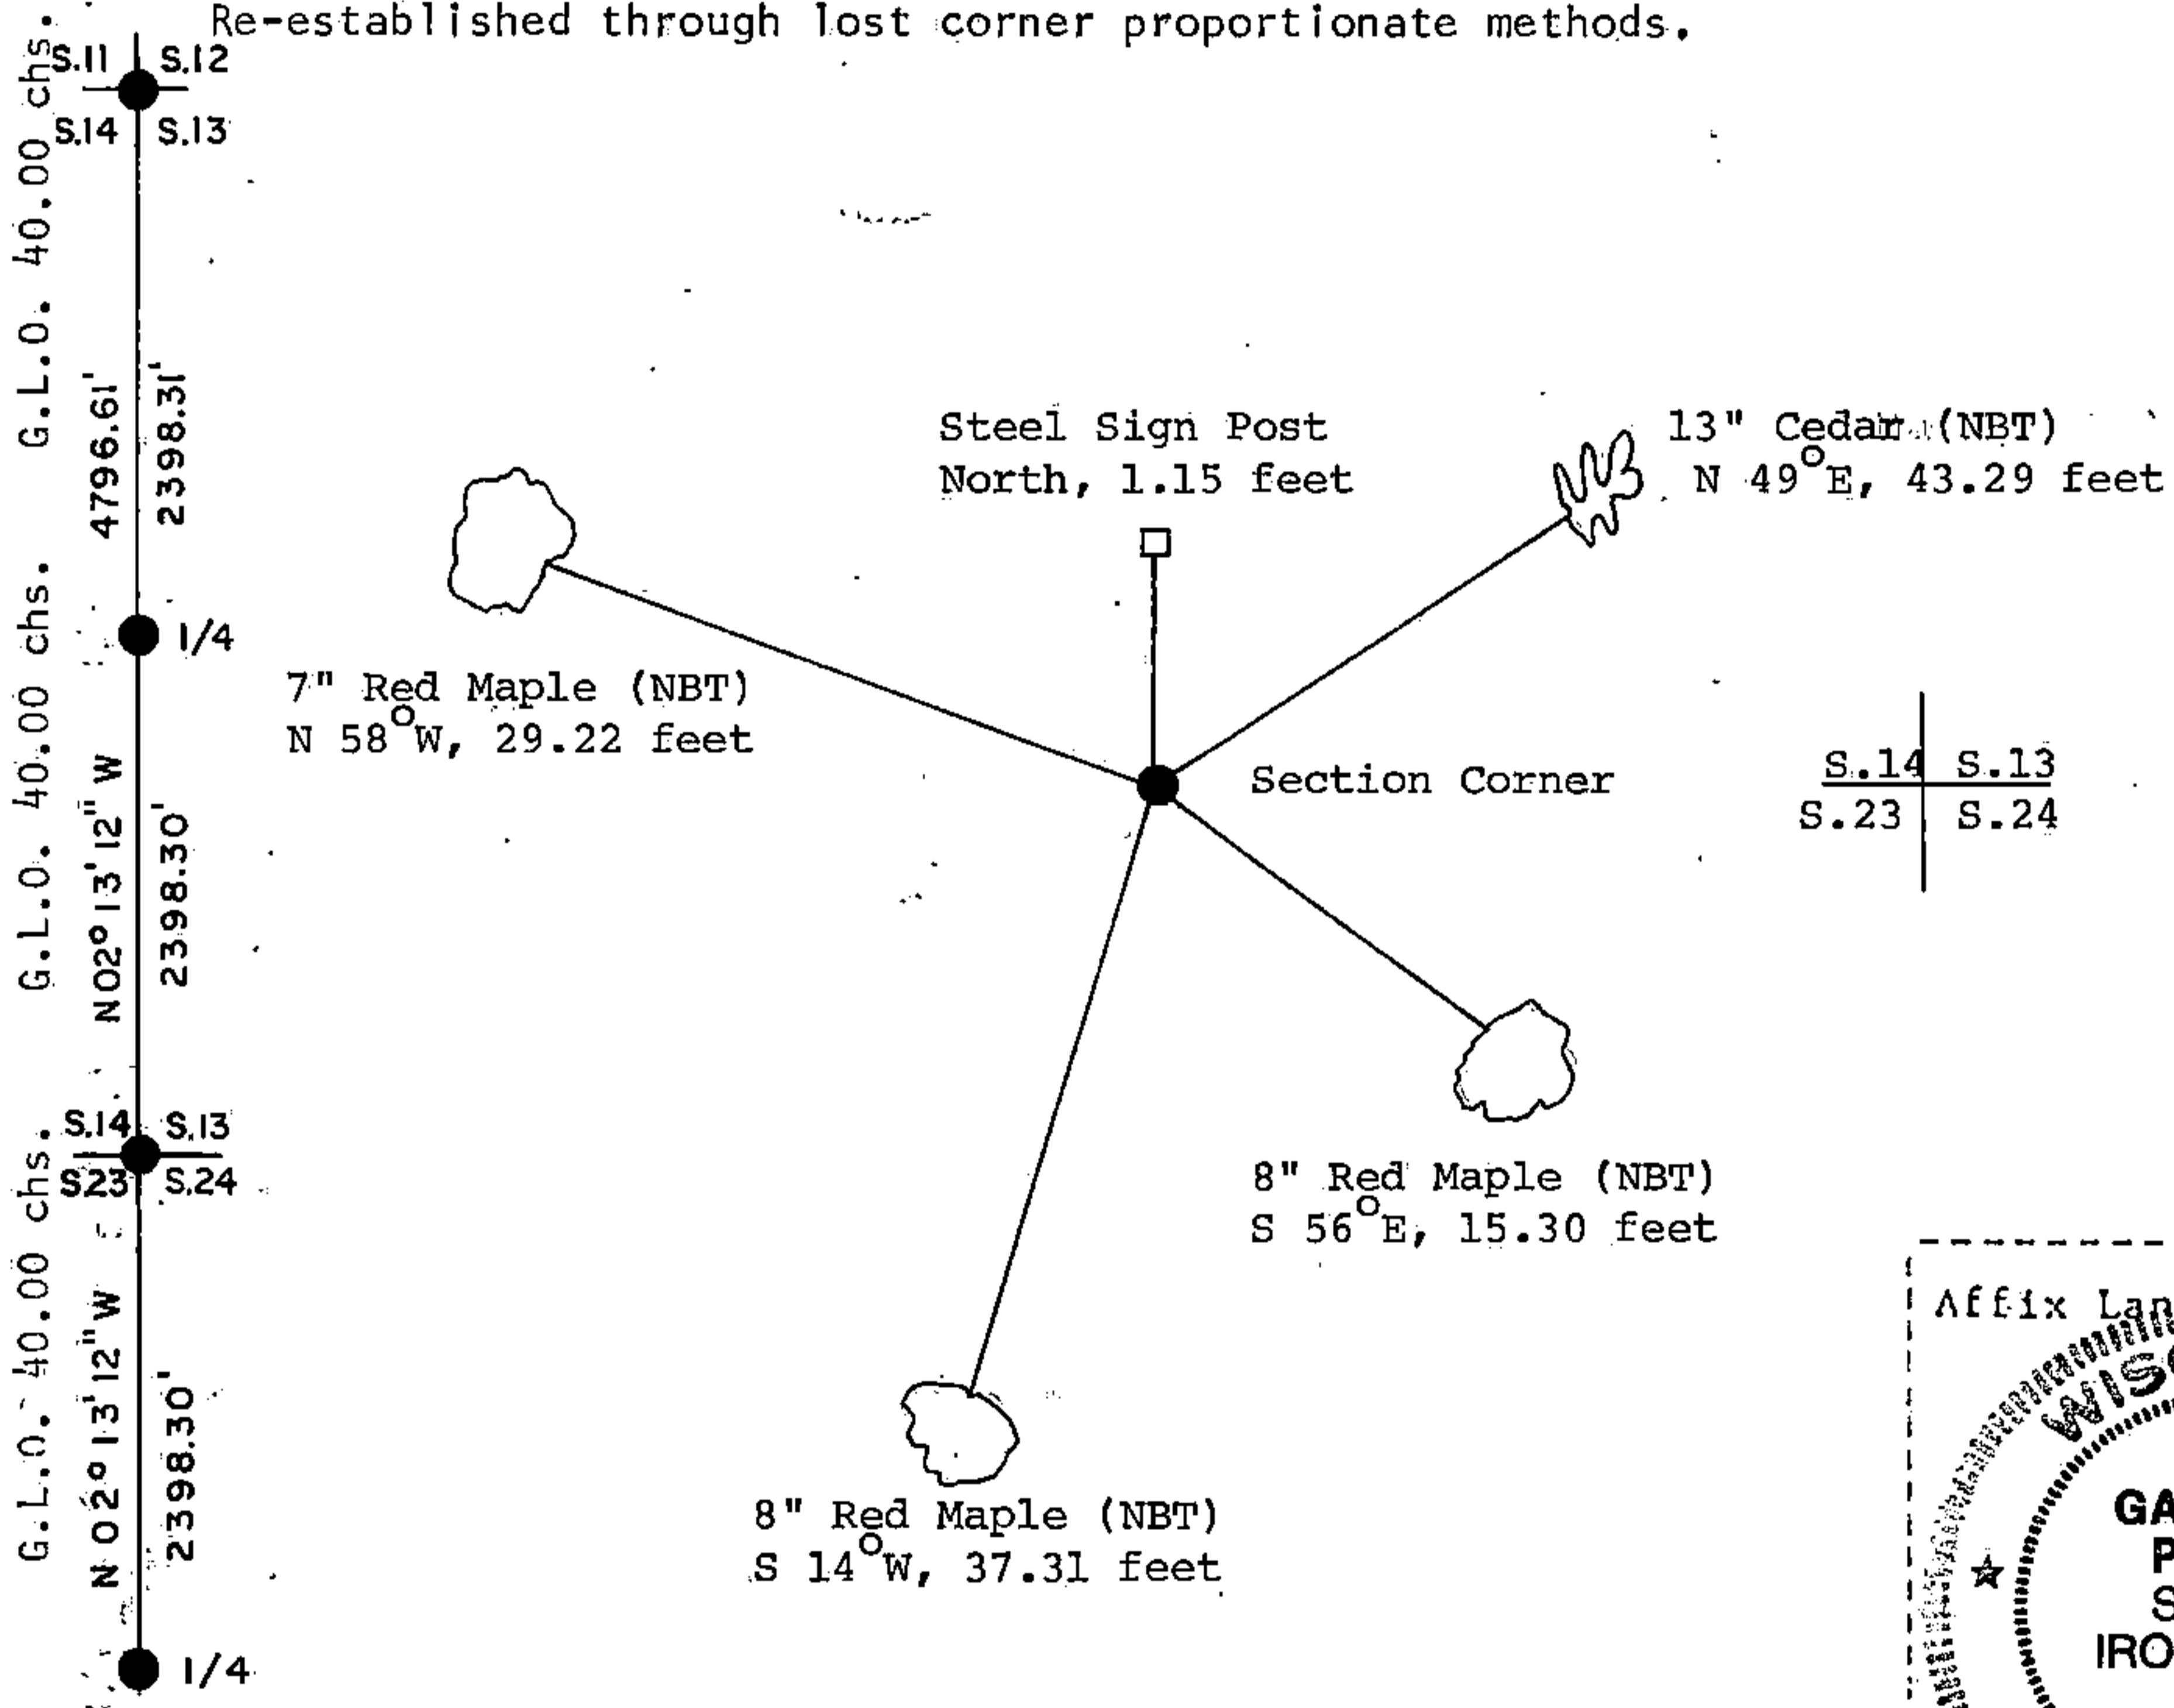 Re-established through lost corner proportionate methods.
S.11 S.12
S.14 S.13
G.L.O. 40.00 chs.
4796.61'
2398.31'
1/4
G.L.O. 40.00 chs.
N02°13'12"W
2398.30'
S.14 S.13
S.23 S.24
G.L.O. 40.00 chs.
N02°13'12"W
2398.30'
1/4
Steel Sign Post
North, 1.15 feet
13" Cedar (NBT)
N 49°E, 43.29 feet
7" Red Maple (NBT)
N 58°W, 29.22 feet
Section Corner
S.14 S.13
S.23 S.24
8" Red Maple (NBT)
S 56°E, 15.30 feet
8" Red Maple (NBT)
S 14°W, 37.31 feet
Affix